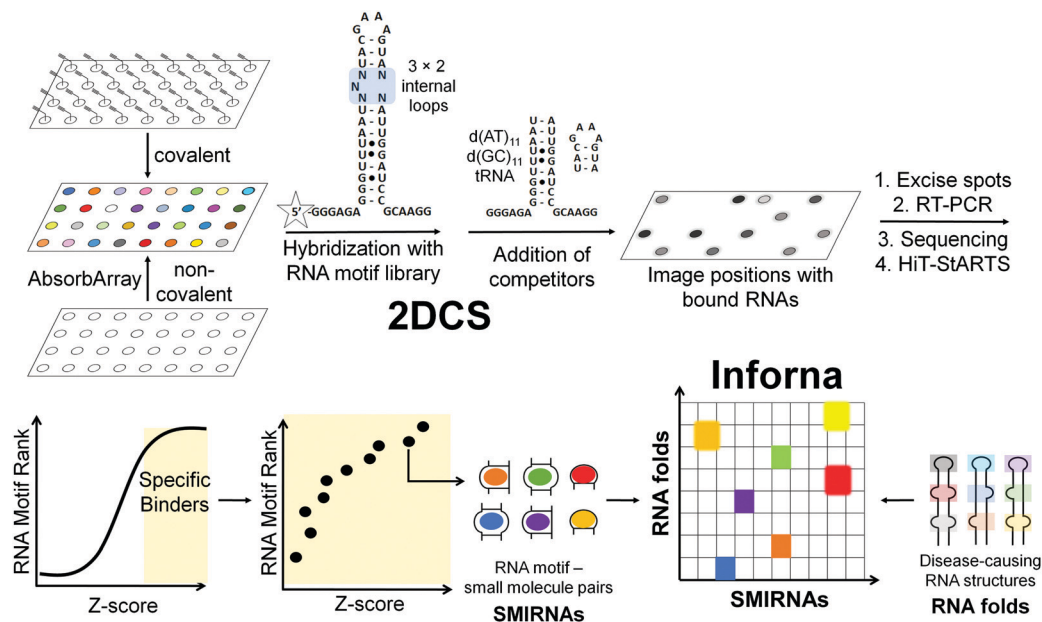 covalent
AbsorbArray
non-
covalent
3 × 2
internal
loops
5'
-GGGAGA
GCAAGG
Hybridization with
RNA motif library
d(AT)11
d(GC)11
tRNA
GGGAGA
GCAAGG
Addition of
competitors
2DCS
Image positions with
bound RNAs
1. Excise spots
2. RT-PCR
3. Sequencing
4. HiT-StARTS
RNA Motif Rank
Specific
Binders
Z-score
RNA Motif Rank
Z-score
RNA motif –
small molecule pairs
SMIRNAs
Inforna
RNA folds
SMIRNAs
Disease-causing
RNA structures
RNA folds